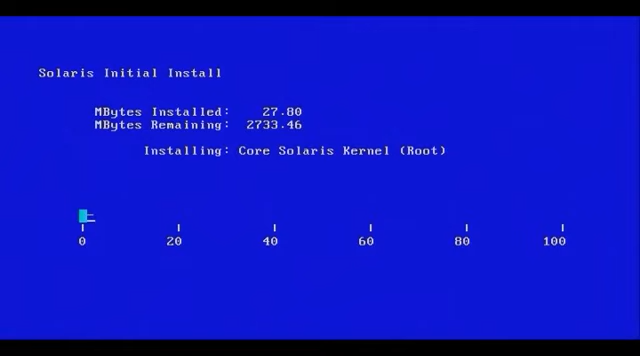 Solaris Initial Install
MBytes Installed: 27.80
MBytes Remaining: 2733.46
Installing: Core Solaris Kernel (Root)
0 20 40 60 80 100